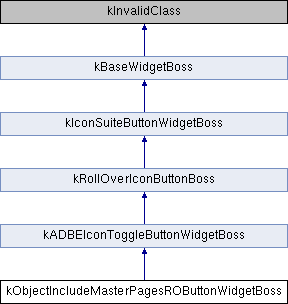 kInvalidClass
kBaseWidgetBoss
kIconSuiteButtonWidgetBoss
kRollOverIconButtonBoss
kADBEIconToggleButtonWidgetBoss
kObjectIncludeMasterPagesROButtonWidgetBoss